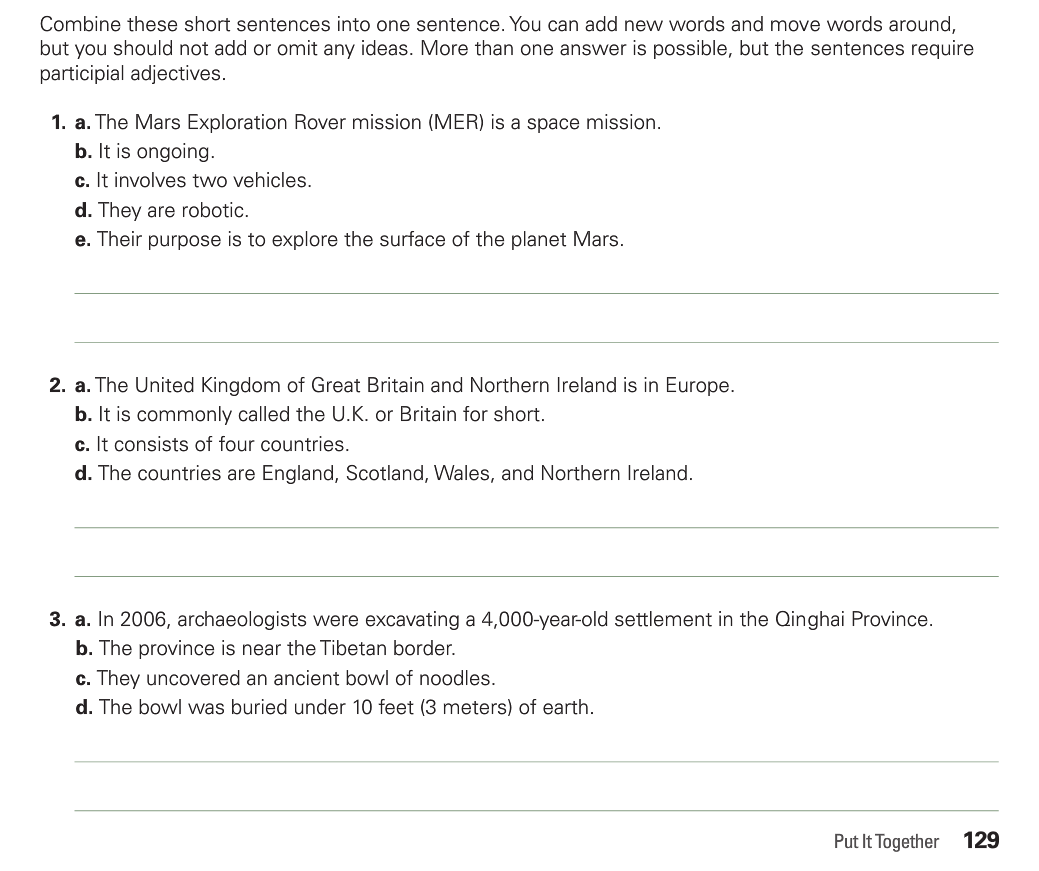 Combine these short sentences into one sentence. You can add new words and move words around,
but you should not add or omit any ideas. More than one answer is possible, but the sentences require
participial adjectives.
1. a. The Mars Exploration Rover mission (MER) is a space mission.
b. It is ongoing.
c. It involves two vehicles.
d. They are robotic.
e. Their purpose is to explore the surface of the planet Mars.
2. a. The United Kingdom of Great Britain and Northern Ireland is in Europe.
b. It is commonly called the U.K. or Britain for short.
c. It consists of four countries.
d. The countries are England, Scotland, Wales, and Northern Ireland.
3. a. In 2006, archaeologists were excavating a 4,000-year-old settlement in the Qinghai Province.
b. The province is near the Tibetan border.
c. They uncovered an ancient bowl of noodles.
d. The bowl was buried under 10 feet (3 meters) of earth.
Put It Together 129